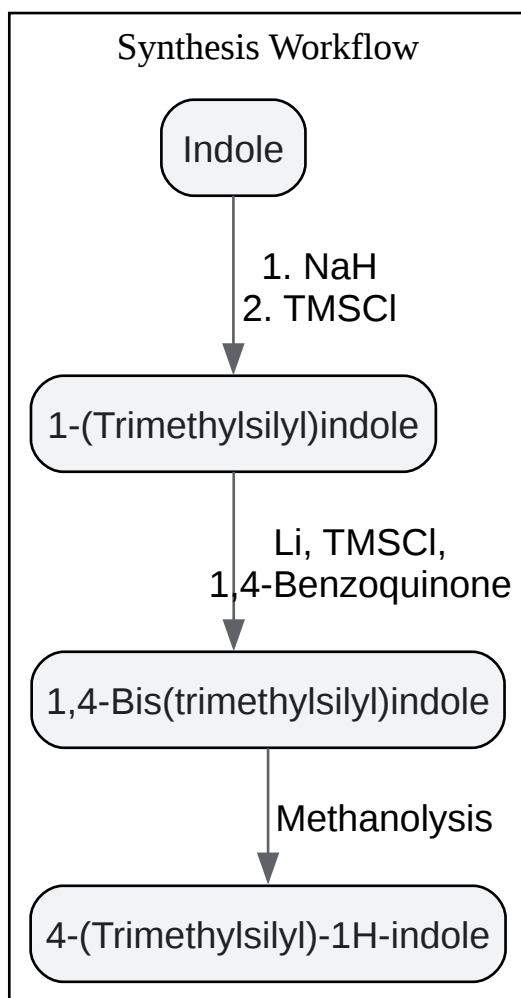 Synthesis Workflow
Indole
1. NaH
2. TMSCl
1-(Trimethylsilyl)indole
Li, TMSCl,
1,4-Benzoquinone
1,4-Bis(trimethylsilyl)indole
Methanolysis
4-(Trimethylsilyl)-1H-indole